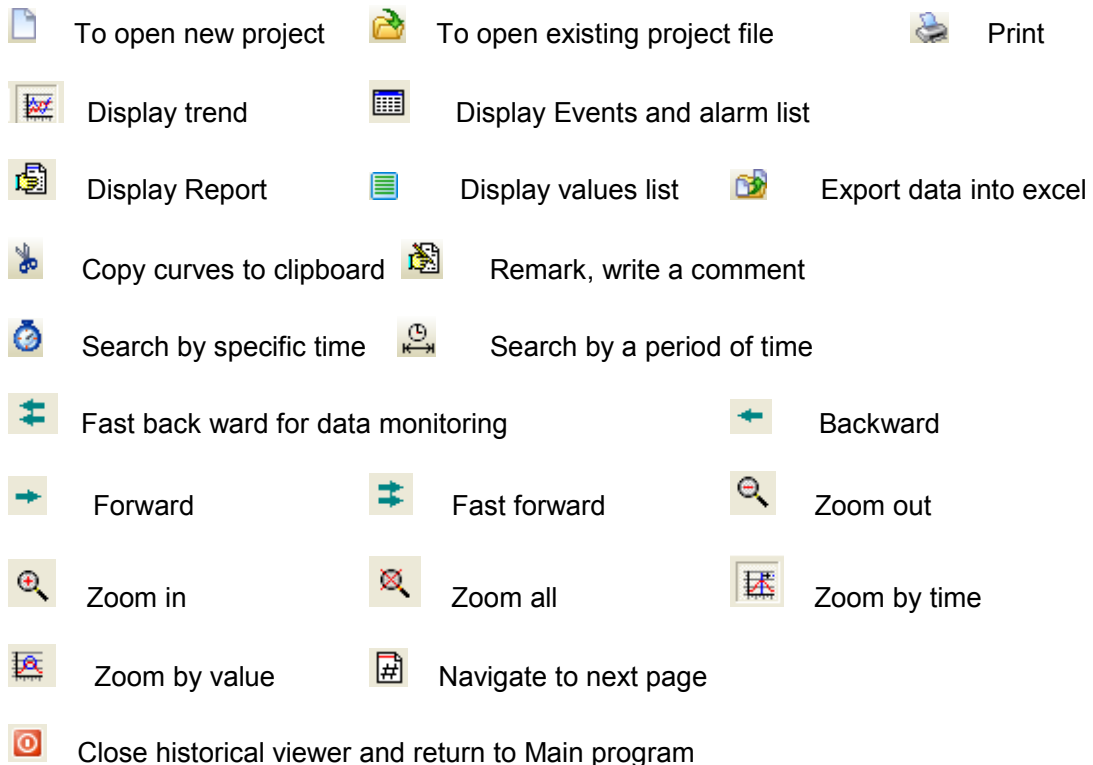 To open new project To open existing project file Print
Display trend Display Events and alarm list
Display Report Display values list Export data into excel
Copy curves to clipboard Remark, write a comment
Search by specific time Search by a period of time
Fast back ward for data monitoring Backward
Forward Fast forward Zoom out
Zoom in Zoom all Zoom by time
Zoom by value # Navigate to next page
Close historical viewer and return to Main program